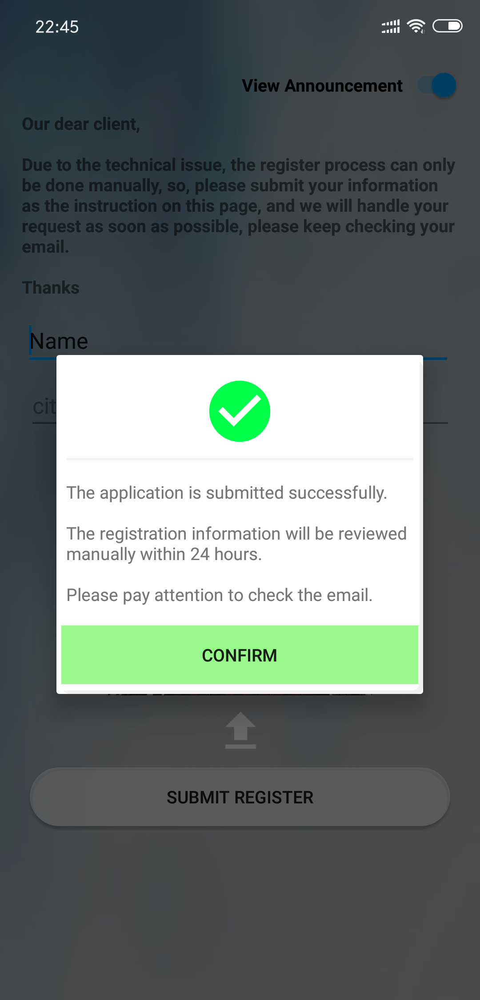 22:45
View Announcement
Our dear client,
Due to the technical issue, the register process can only
be done manually, so, please submit your information
as the instruction on this page, and we will handle your
request as soon as possible, please keep checking your
email.
Thanks
Name
cit
The application is submitted successfully.
The registration information will be reviewed
manually within 24 hours.
Please pay attention to check the email.
CONFIRM
SUBMIT REGISTER